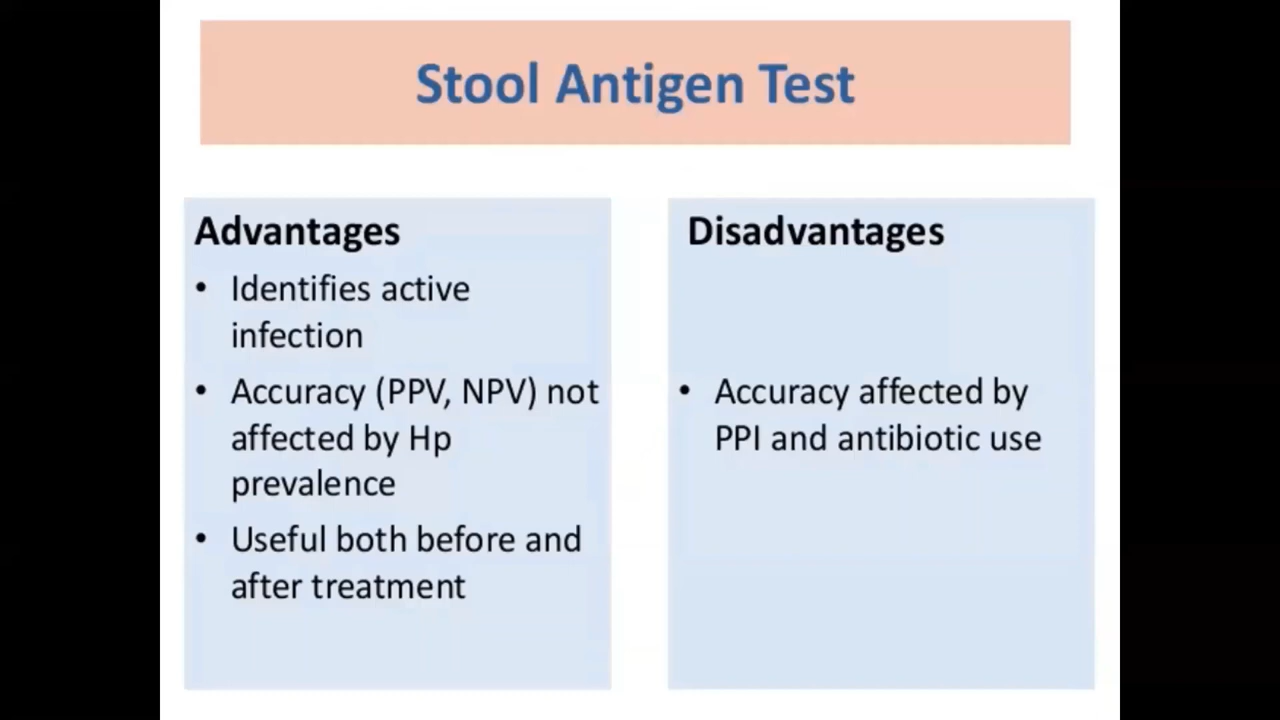 Stool Antigen Test
Advantages
• Identifies active
infection
• Accuracy (PPV, NPV) not
affected by Hp
prevalence
• Useful both before and
after treatment
Disadvantages
• Accuracy affected by
PPI and antibiotic use